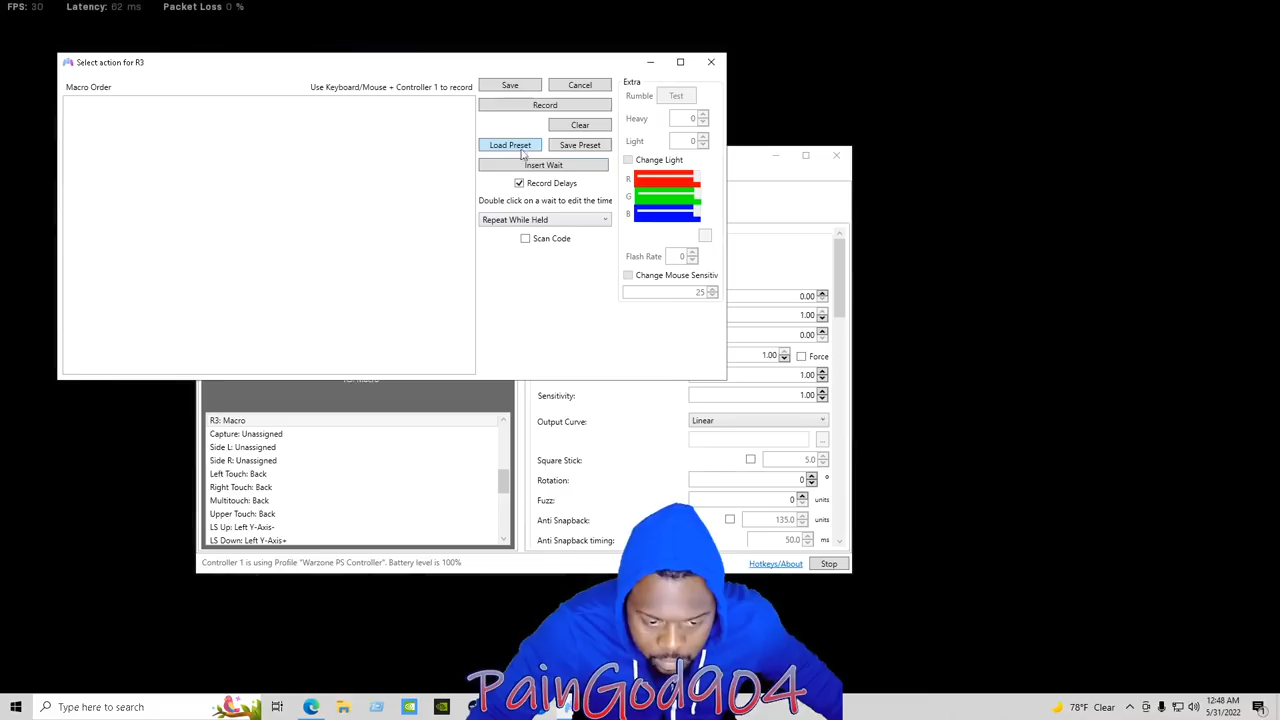 FPS: 30 Latency: 62 ms Packet Loss 0 %
Select action for R3
Macro Order Use Keyboard/Mouse + Controller 1 to record
Save Cancel
Record
Clear
Load Preset Save Preset
Insert Wait
Record Delays
Double click on a wait to edit the time
Repeat While Held
Scan Code
Extra
Rumble Test
Heavy 0
Light 0
Change Light
R
G
B
Flash Rate 0
Change Mouse Sensitiv
25
0.00
1.00
0.00
1.00 Force
1.00
Sensitivity: 1.00
Output Curve: Linear
...
Square Stick: 5.0
Rotation: 0 °
Fuzz: 0 units
Anti Snapback: 135.0 units
Anti Snapback timing: 50.0 ms
R3: Macro
Capture: Unassigned
Side L: Unassigned
Side R: Unassigned
Left Touch: Back
Right Touch: Back
Multitouch: Back
Upper Touch: Back
LS Up: Left Y-Axis-
LS Down: Left Y-Axis+
Controller 1 is using Profile "Warzone PS Controller". Battery level is 100%
Hotkeys/About Stop
PainGod904
Type here to search
78°F Clear
12:48 AM
5/31/2022